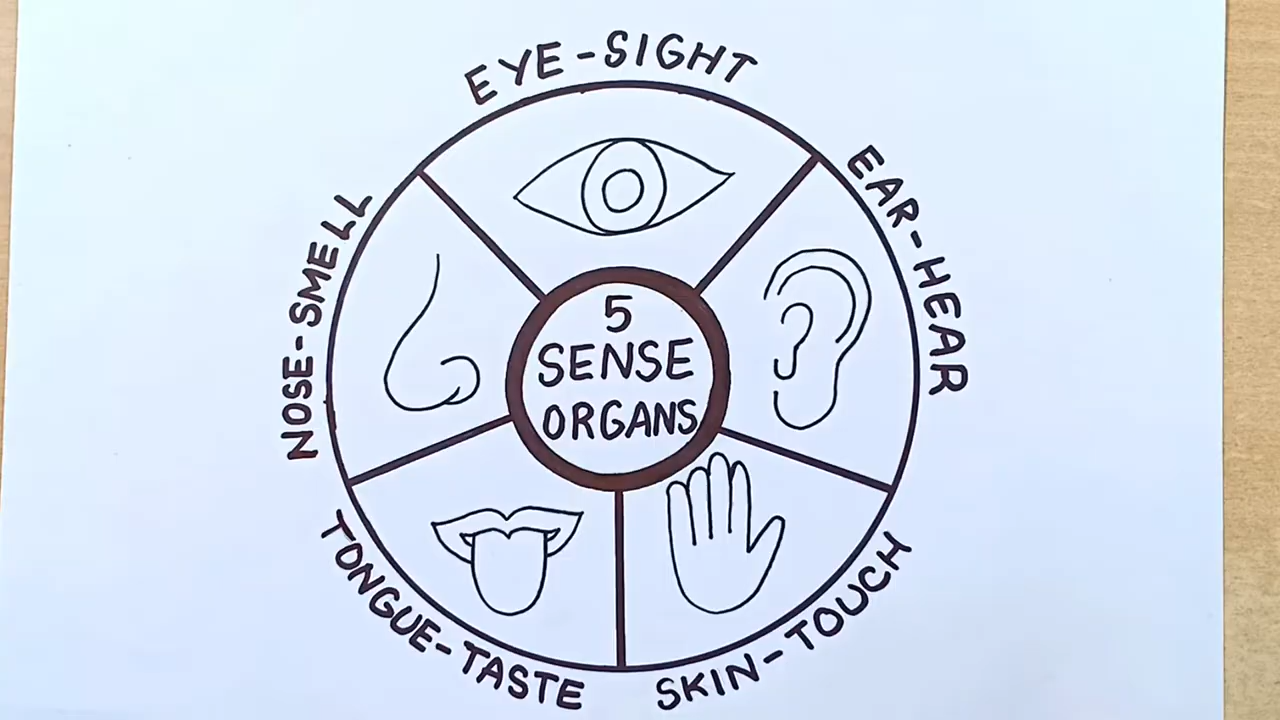 EYE-SIGHT
EAR-HEAR
SKIN-TOUCH
TONGUE-TASTE
NOSE-SMELL
5
SENSE
ORGANS